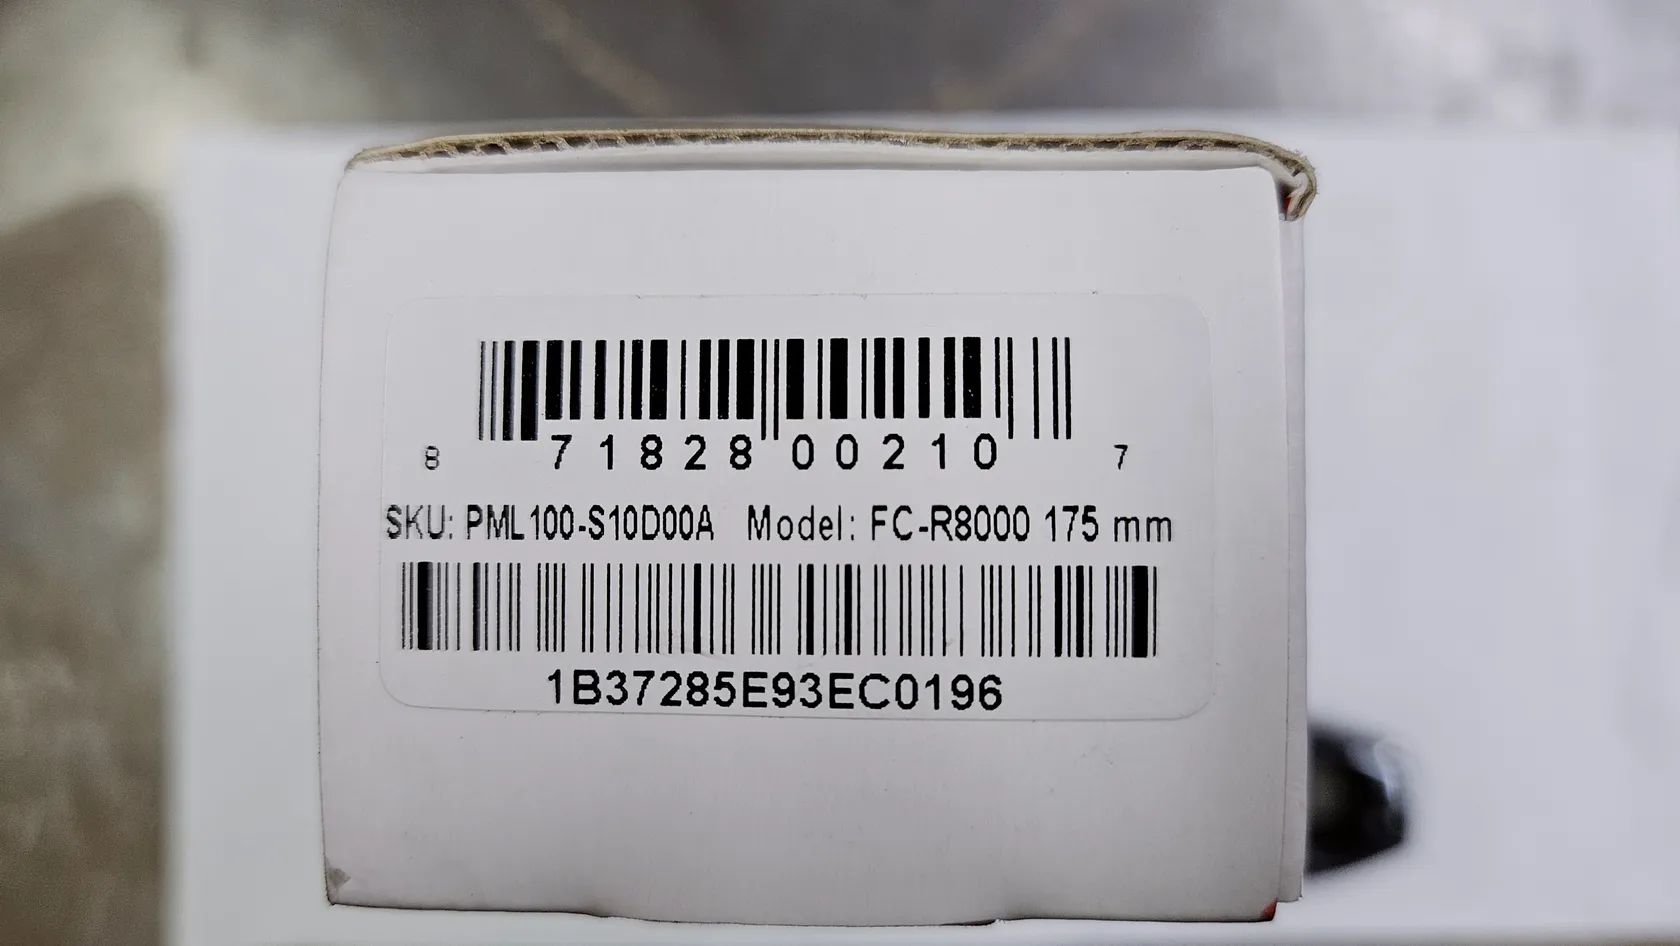 8 71828 00210 7
SKU: PML100-S10D00A Model: FC-R8000 175 mm
1B37285E93EC0196